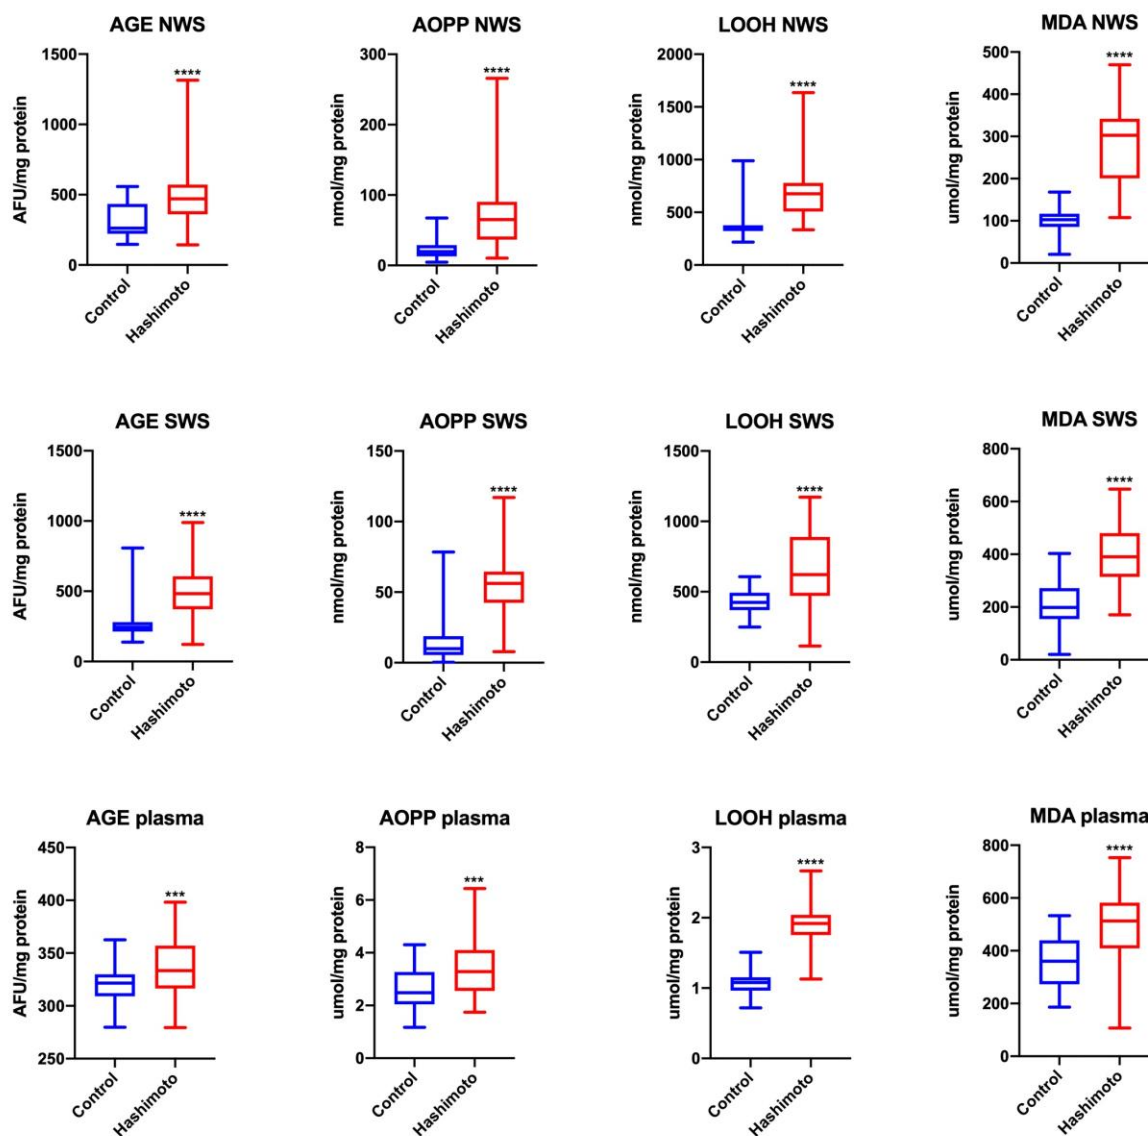 AGE NWS
AFU/mg protein
1500
1000
500
0
****
Control
Hashimoto
AOPP NWS
nmol/mg protein
300
200
100
0
****
Control
Hashimoto
LOOH NWS
nmol/mg protein
2000
1500
1000
500
0
****
Control
Hashimoto
MDA NWS
umol/mg protein
500
400
300
200
100
0
****
Control
Hashimoto
AGE SWS
AFU/mg protein
1500
1000
500
0
****
Control
Hashimoto
AOPP SWS
nmol/mg protein
150
100
50
0
****
Control
Hashimoto
LOOH SWS
nmol/mg protein
1500
1000
500
0
****
Control
Hashimoto
MDA SWS
umol/mg protein
800
600
400
200
0
****
Control
Hashimoto
AGE plasma
AFU/mg protein
450
400
350
300
250
***
Control
Hashimoto
AOPP plasma
umol/mg protein
8
6
4
2
0
***
Control
Hashimoto
LOOH plasma
umol/mg protein
3
2
1
0
****
Control
Hashimoto
MDA plasma
umol/mg protein
800
600
400
200
0
****
Control
Hashimoto